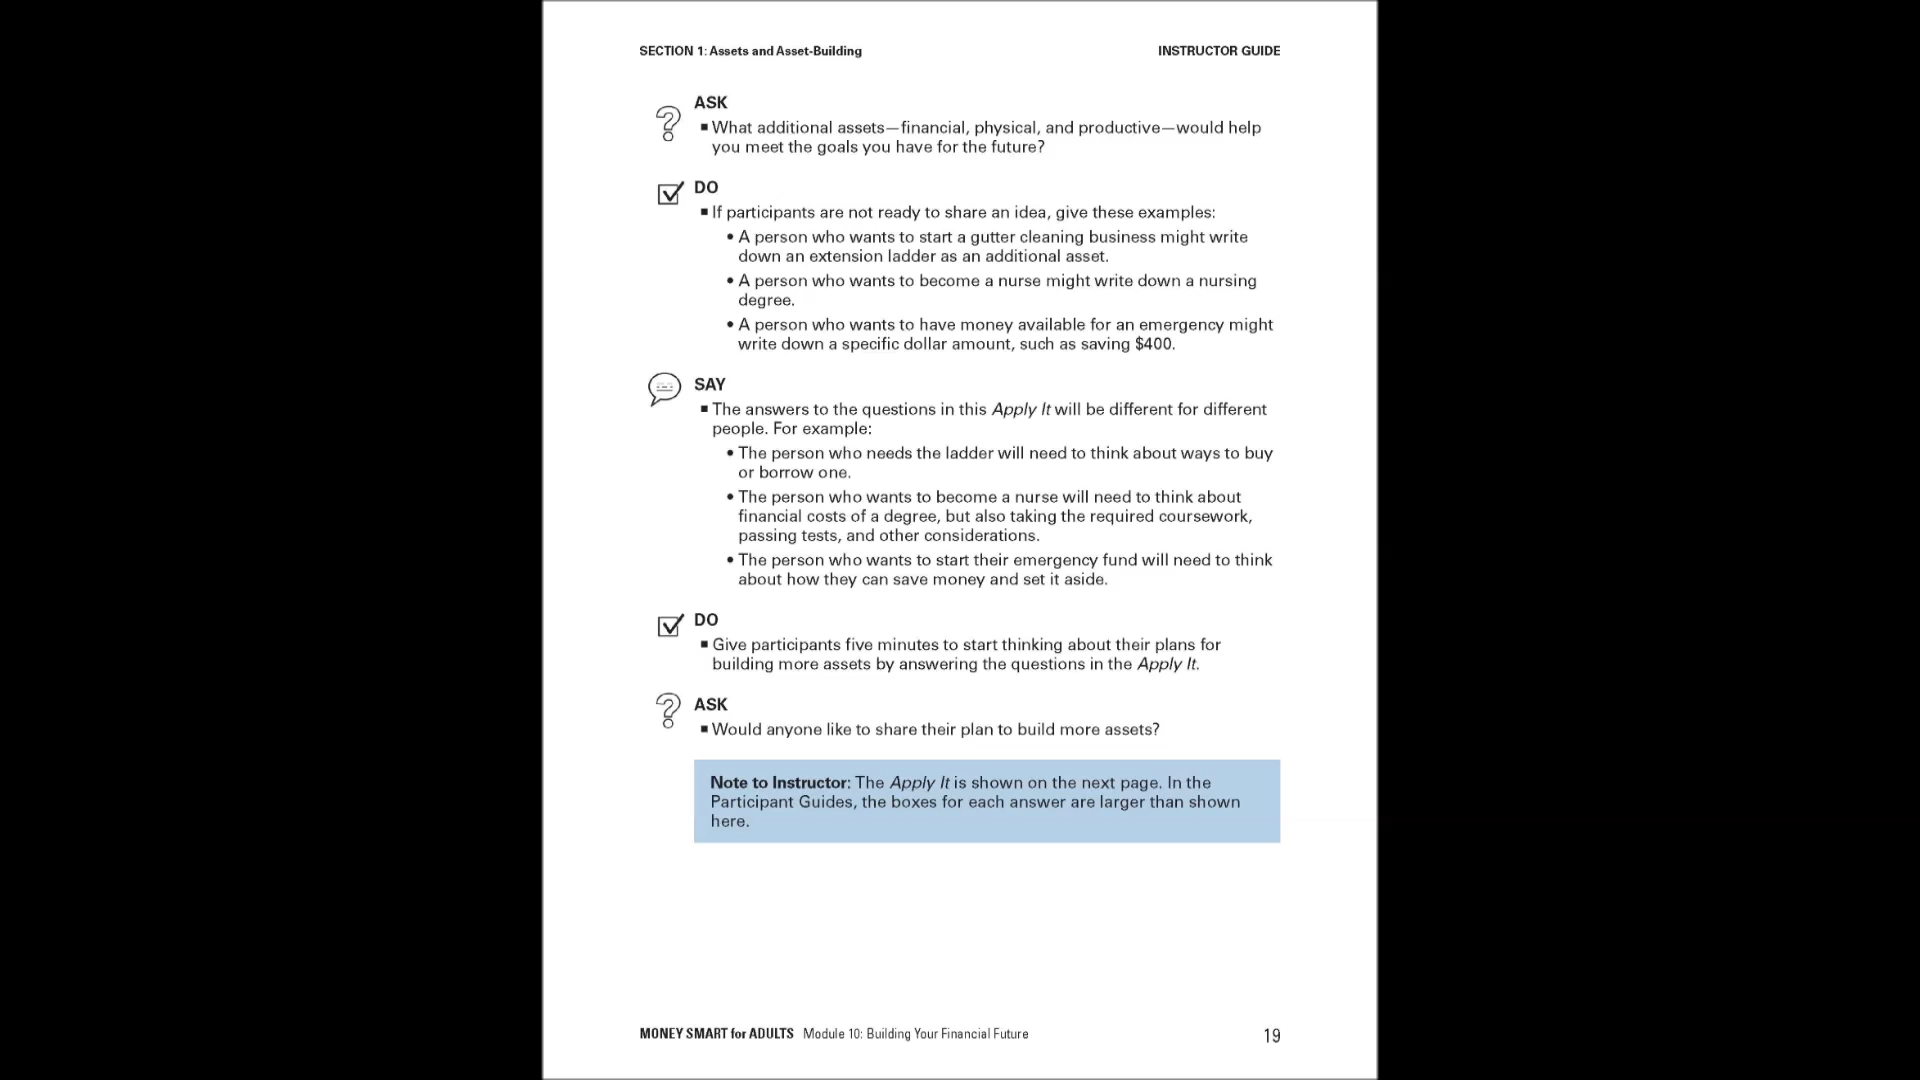 SECTION 1: Assets and Asset-Building INSTRUCTOR GUIDE
ASK
▪ What additional assets—financial, physical, and productive—would help
you meet the goals you have for the future?
DO
▪ If participants are not ready to share an idea, give these examples:
• A person who wants to start a gutter cleaning business might write
down an extension ladder as an additional asset.
• A person who wants to become a nurse might write down a nursing
degree.
• A person who wants to have money available for an emergency might
write down a specific dollar amount, such as saving $400.
SAY
▪ The answers to the questions in this Apply It will be different for different
people. For example:
• The person who needs the ladder will need to think about ways to buy
or borrow one.
• The person who wants to become a nurse will need to think about
financial costs of a degree, but also taking the required coursework,
passing tests, and other considerations.
• The person who wants to start their emergency fund will need to think
about how they can save money and set it aside.
DO
▪ Give participants five minutes to start thinking about their plans for
building more assets by answering the questions in the Apply It.
ASK
▪ Would anyone like to share their plan to build more assets?
Note to Instructor: The Apply It is shown on the next page. In the
Participant Guides, the boxes for each answer are larger than shown
here.
MONEY SMART for ADULTS Module 10: Building Your Financial Future 19